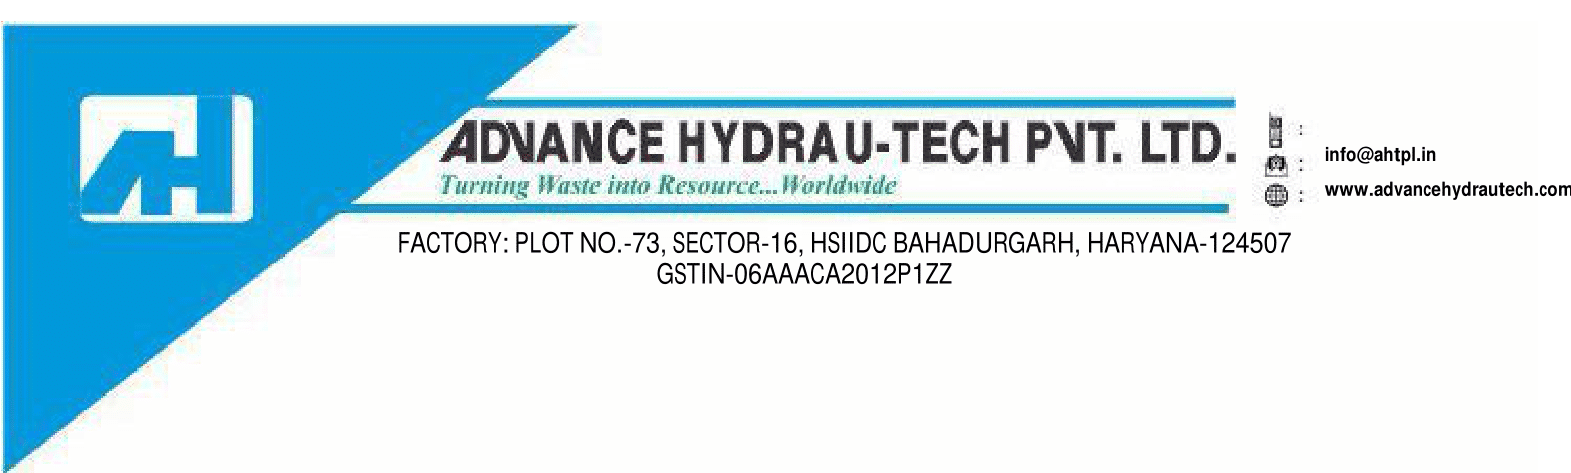 AH
ADVANCE HYDRAU-TECH PVT. LTD.
Turning Waste into Resource...Worldwide
:
: info@ahtpl.in
: www.advancehydrautech.com
FACTORY: PLOT NO.-73, SECTOR-16, HSIIDC BAHADURGARH, HARYANA-124507
GSTIN-06AAACA2012P1ZZ